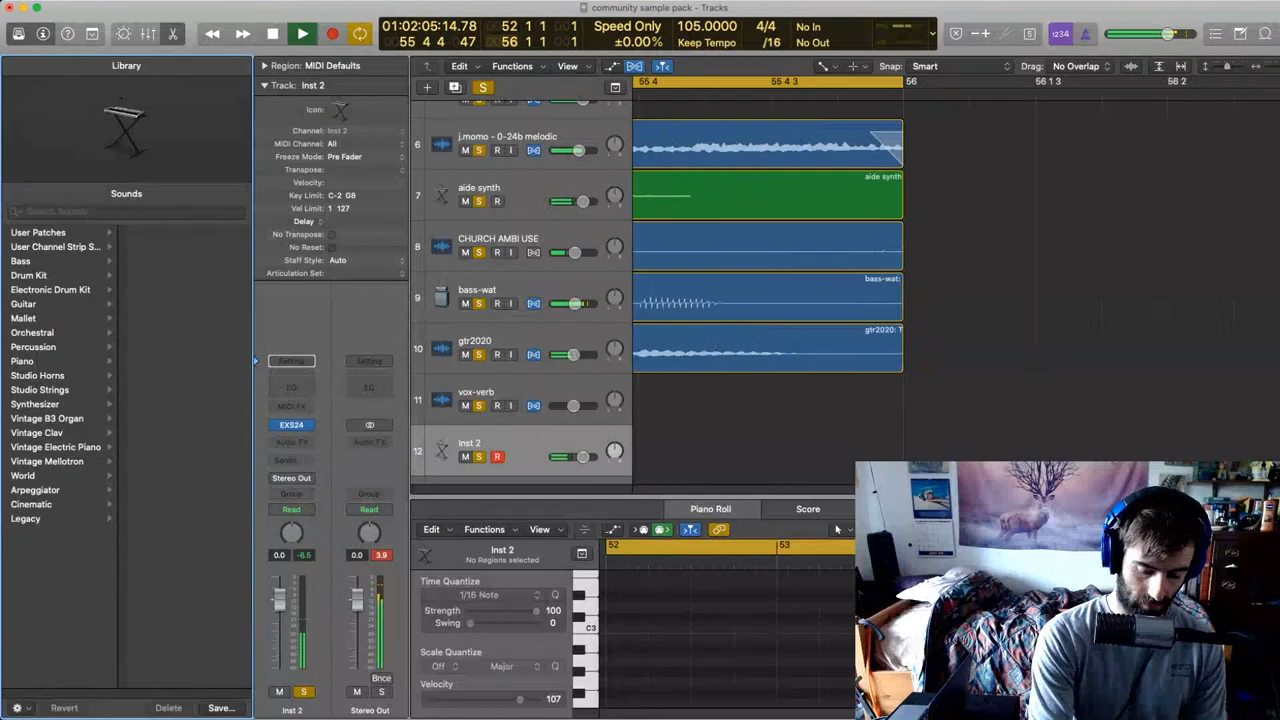 community sample pack - Tracks
01:02:05:14.78
55 4 4 47
52 1 1 1
56 1 1 1
Speed Only
±0.00%
105.0000
Keep Tempo
4/4
/16
No In
No Out
1234
Library
Sounds
Search Sounds
User Patches
User Channel Strip S...
Bass
Drum Kit
Electronic Drum Kit
Guitar
Mallet
Orchestral
Percussion
Piano
Studio Horns
Studio Strings
Synthesizer
Vintage B3 Organ
Vintage Clav
Vintage Electric Piano
Vintage Mellotron
World
Arpeggiator
Cinematic
Legacy
Revert
Delete
Save...
Region: MIDI Defaults
Track: Inst 2
Icon:
Channel: Inst 2
MIDI Channel: All
Freeze Mode: Pre Fader
Transpose:
Velocity:
Key Limit: C-2 G8
Vel Limit: 1 127
Delay
No Transpose:
No Reset:
Staff Style: Auto
Articulation Set:
Setting
Setting
EQ
EQ
MIDI FX
EXS24
Audio FX
Audio FX
Sends
Stereo Out
Group
Group
Read
Read
0.0 -6.5
0.0 3.9
Bnce
M S
M S
Inst 2
Stereo Out
Edit
Functions
View
Snap: Smart
Drag: No Overlap
S
55 4
55 4 3
56
56 1 3
56 2
6
j.momo - 0-24b melodic
M S R I
7
aide synth
M S R
aide synth
8
CHURCH AMBI USE
M S R I
9
bass-wat
M S R I
bass-wat:
10
gtr2020
M S R I
gtr2020: T
11
vox-verb
M S R I
12
Inst 2
M S R
Piano Roll
Score
Edit
Functions
View
Inst 2
No Regions selected
52
53
Time Quantize
1/16 Note
Q
Strength
100
Swing
0
Scale Quantize
Off
Major
Q
Velocity
107
C3